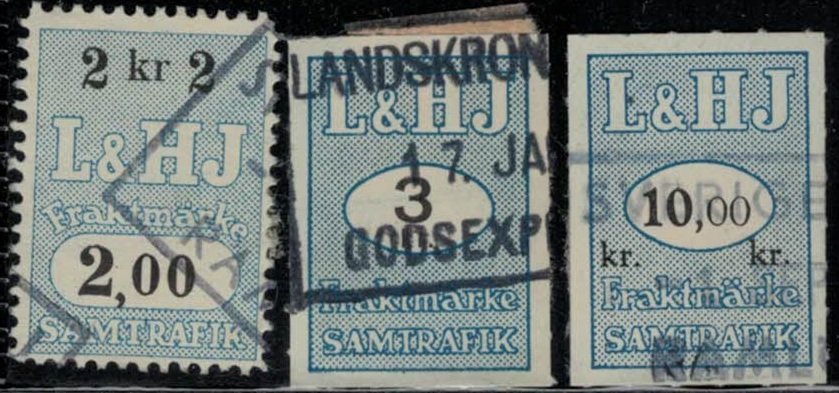 2 kr 2
L&HJ
Fraktmärke
2,00
SAMTRAFIK
LANDSKRON
L&HJ
17. JA
3
GODSEXP
Fraktmärke
SAMTRAFIK
L&HJ
SVERIGE
10,00
kr. kr.
Fraktmärke
SAMTRAFIK